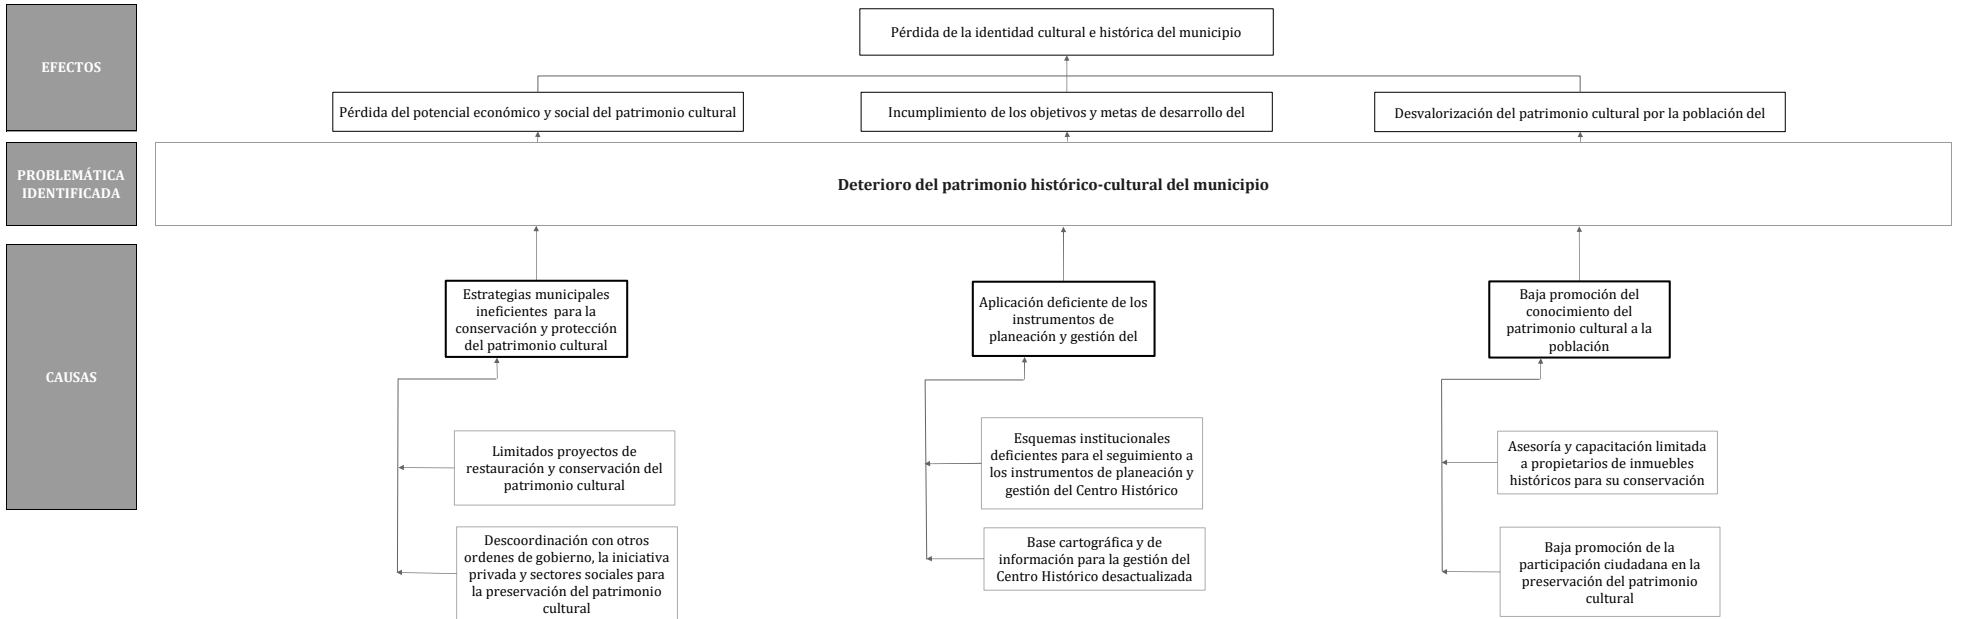 EFECTOS
Pérdida de la identidad cultural e histórica del municipio
Pérdida del potencial económico y social del patrimonio cultural
Incumplimiento de los objetivos y metas de desarrollo del
Desvalorización del patrimonio cultural por la población del
PROBLEMÁTICA
IDENTIFICADA
Deterioro del patrimonio histórico-cultural del municipio
CAUSAS
Estrategias municipales
ineficientes para la
conservación y protección
del patrimonio cultural
Limitados proyectos de
restauración y conservación del
patrimonio cultural
Descoordinación con otros
ordenes de gobierno, la iniciativa
privada y sectores sociales para
la preservación del patrimonio
cultural
Aplicación deficiente de los
instrumentos de
planeación y gestión del
Esquemas institucionales
deficientes para el seguimiento a
los instrumentos de planeación y
gestión del Centro Histórico
Base cartográfica y de
información para la gestión del
Centro Histórico desactualizada
Baja promoción del
conocimiento del
patrimonio cultural a la
población
Asesoría y capacitación limitada
a propietarios de inmuebles
históricos para su conservación
Baja promoción de la
participación ciudadana en la
preservación del patrimonio
cultural